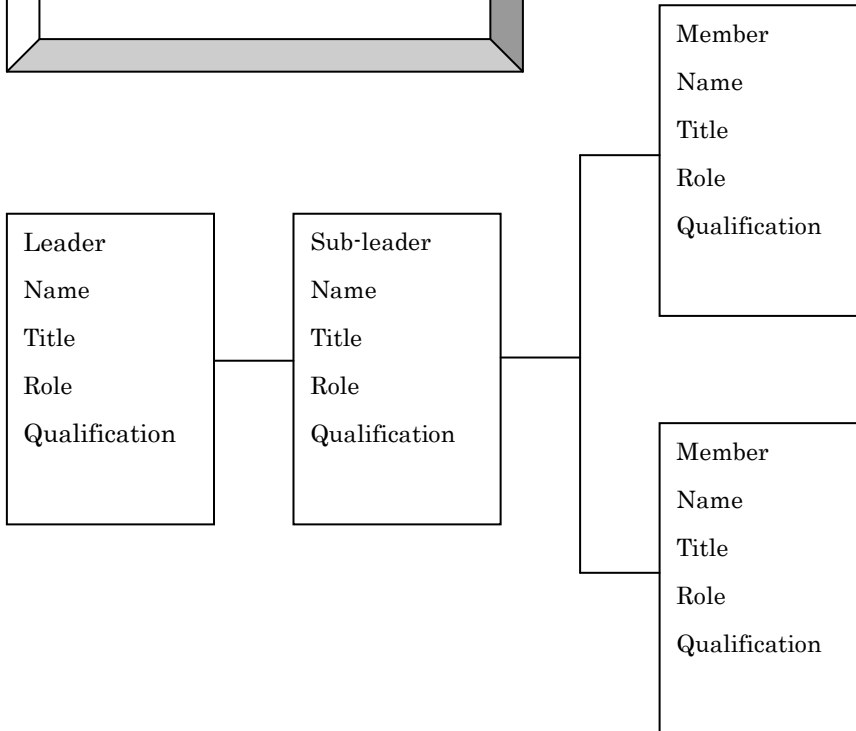 Leader
Name
Title
Role
Qualification
Sub-leader
Name
Title
Role
Qualification
Member
Name
Title
Role
Qualification
Member
Name
Title
Role
Qualification